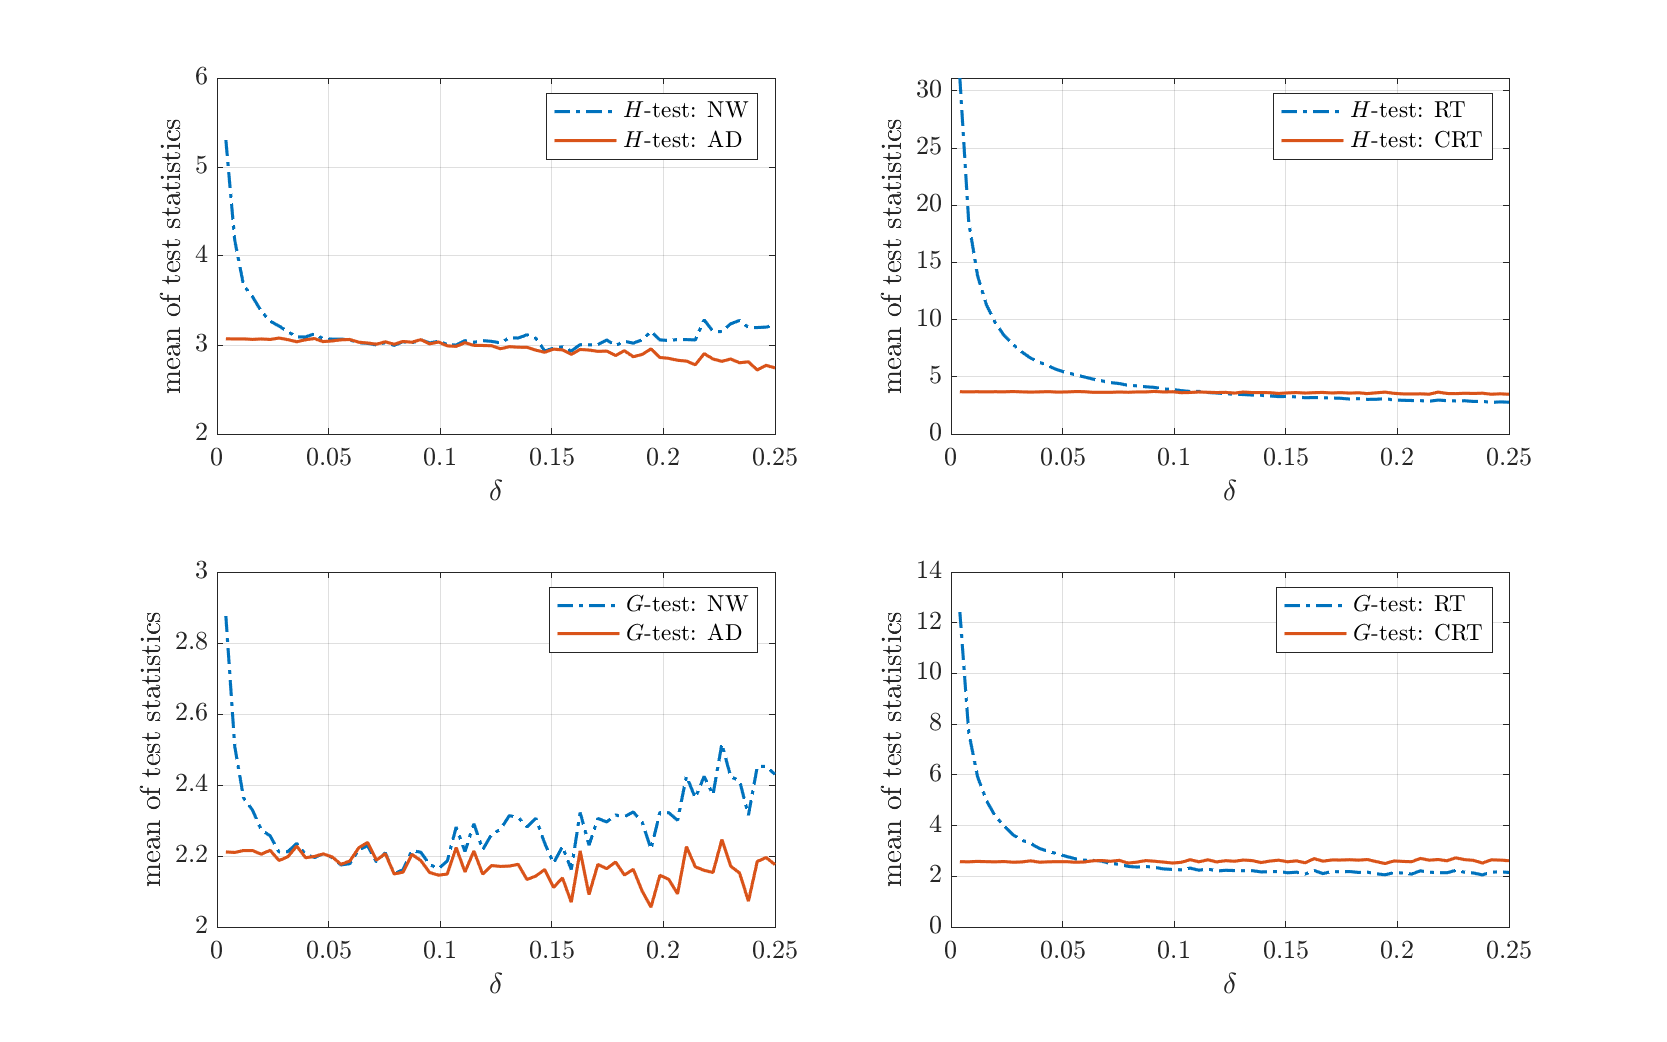 6
5
4
3
2
mean of test statistics
H-test: NW
H-test: AD
0 0.05 0.1 0.15 0.2 0.25
δ
30
25
20
15
10
5
0
mean of test statistics
H-test: RT
H-test: CRT
0 0.05 0.1 0.15 0.2 0.25
δ
3
2.8
2.6
2.4
2.2
2
mean of test statistics
G-test: NW
G-test: AD
0 0.05 0.1 0.15 0.2 0.25
δ
14
12
10
8
6
4
2
0
mean of test statistics
G-test: RT
G-test: CRT
0 0.05 0.1 0.15 0.2 0.25
δ